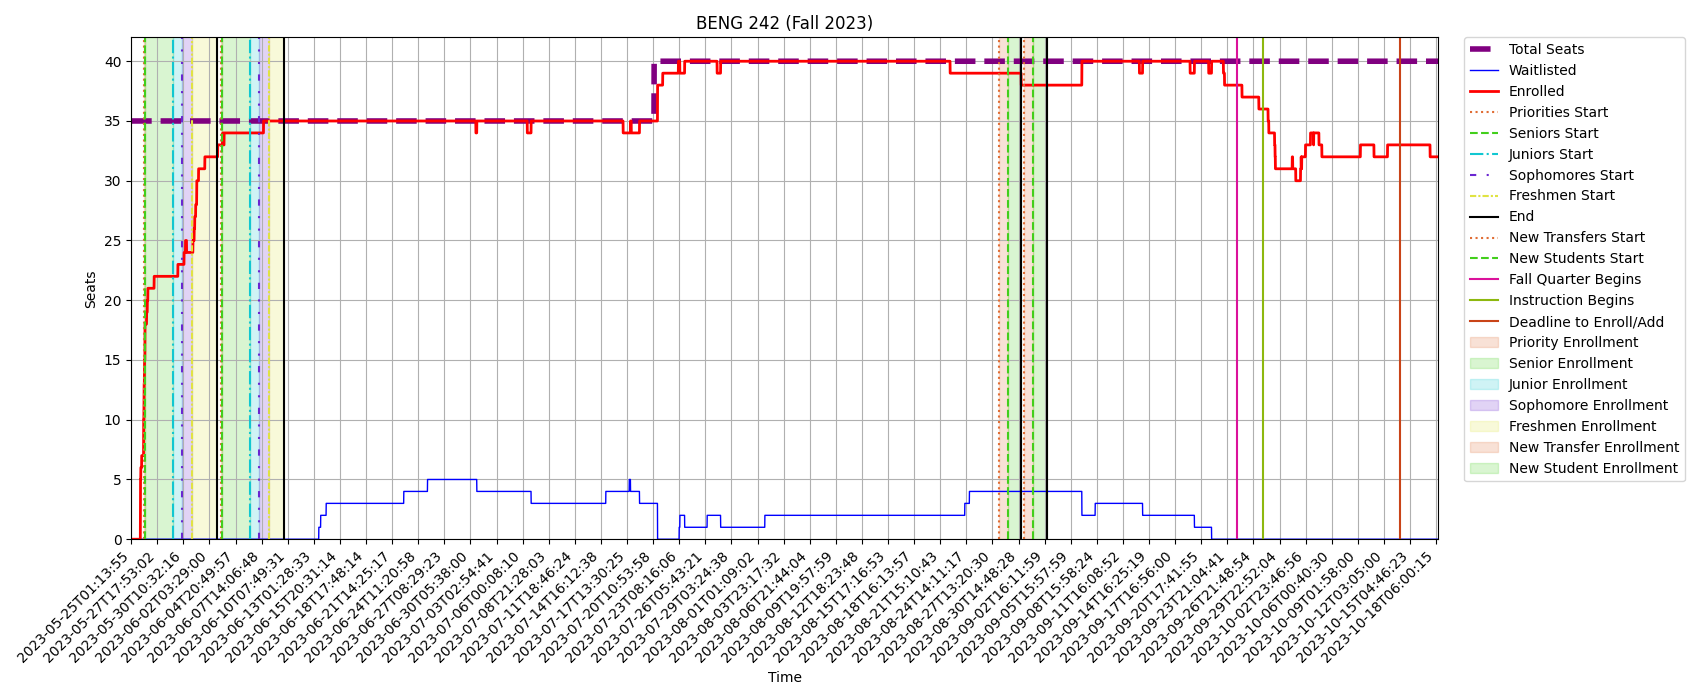 BENG 242 (Fall 2023)
Seats
40
35
30
25
20
15
10
5
0
2023-05-25T01:13:55
2023-05-27T17:53:02
2023-05-30T10:32:16
2023-06-02T03:29:00
2023-06-04T20:49:57
2023-06-07T14:06:48
2023-06-10T07:49:31
2023-06-13T01:28:33
2023-06-15T20:31:14
2023-06-18T17:48:14
2023-06-21T14:25:17
2023-06-24T11:20:58
2023-06-27T08:29:23
2023-06-30T05:38:00
2023-07-03T02:54:41
2023-07-06T00:08:10
2023-07-08T21:28:03
2023-07-11T18:46:24
2023-07-14T16:12:38
2023-07-17T13:30:25
2023-07-20T10:53:58
2023-07-23T08:16:06
2023-07-26T05:43:21
2023-07-29T03:24:38
2023-08-01T01:09:02
2023-08-03T23:17:32
2023-08-06T21:44:04
2023-08-09T19:57:59
2023-08-12T18:23:48
2023-08-15T17:16:53
2023-08-18T16:13:57
2023-08-21T15:10:43
2023-08-24T14:11:17
2023-08-27T13:20:30
2023-08-30T14:48:28
2023-09-02T16:11:59
2023-09-05T15:57:59
2023-09-08T15:58:24
2023-09-11T16:08:52
2023-09-14T16:25:19
2023-09-17T16:56:00
2023-09-20T17:41:55
2023-09-23T21:04:41
2023-09-26T21:48:54
2023-09-29T22:52:04
2023-10-02T23:46:56
2023-10-06T00:40:30
2023-10-09T01:58:00
2023-10-12T03:05:00
2023-10-15T04:46:23
2023-10-18T06:00:15
Time
Total Seats
Waitlisted
Enrolled
Priorities Start
Seniors Start
Juniors Start
Sophomores Start
Freshmen Start
End
New Transfers Start
New Students Start
Fall Quarter Begins
Instruction Begins
Deadline to Enroll/Add
Priority Enrollment
Senior Enrollment
Junior Enrollment
Sophomore Enrollment
Freshmen Enrollment
New Transfer Enrollment
New Student Enrollment